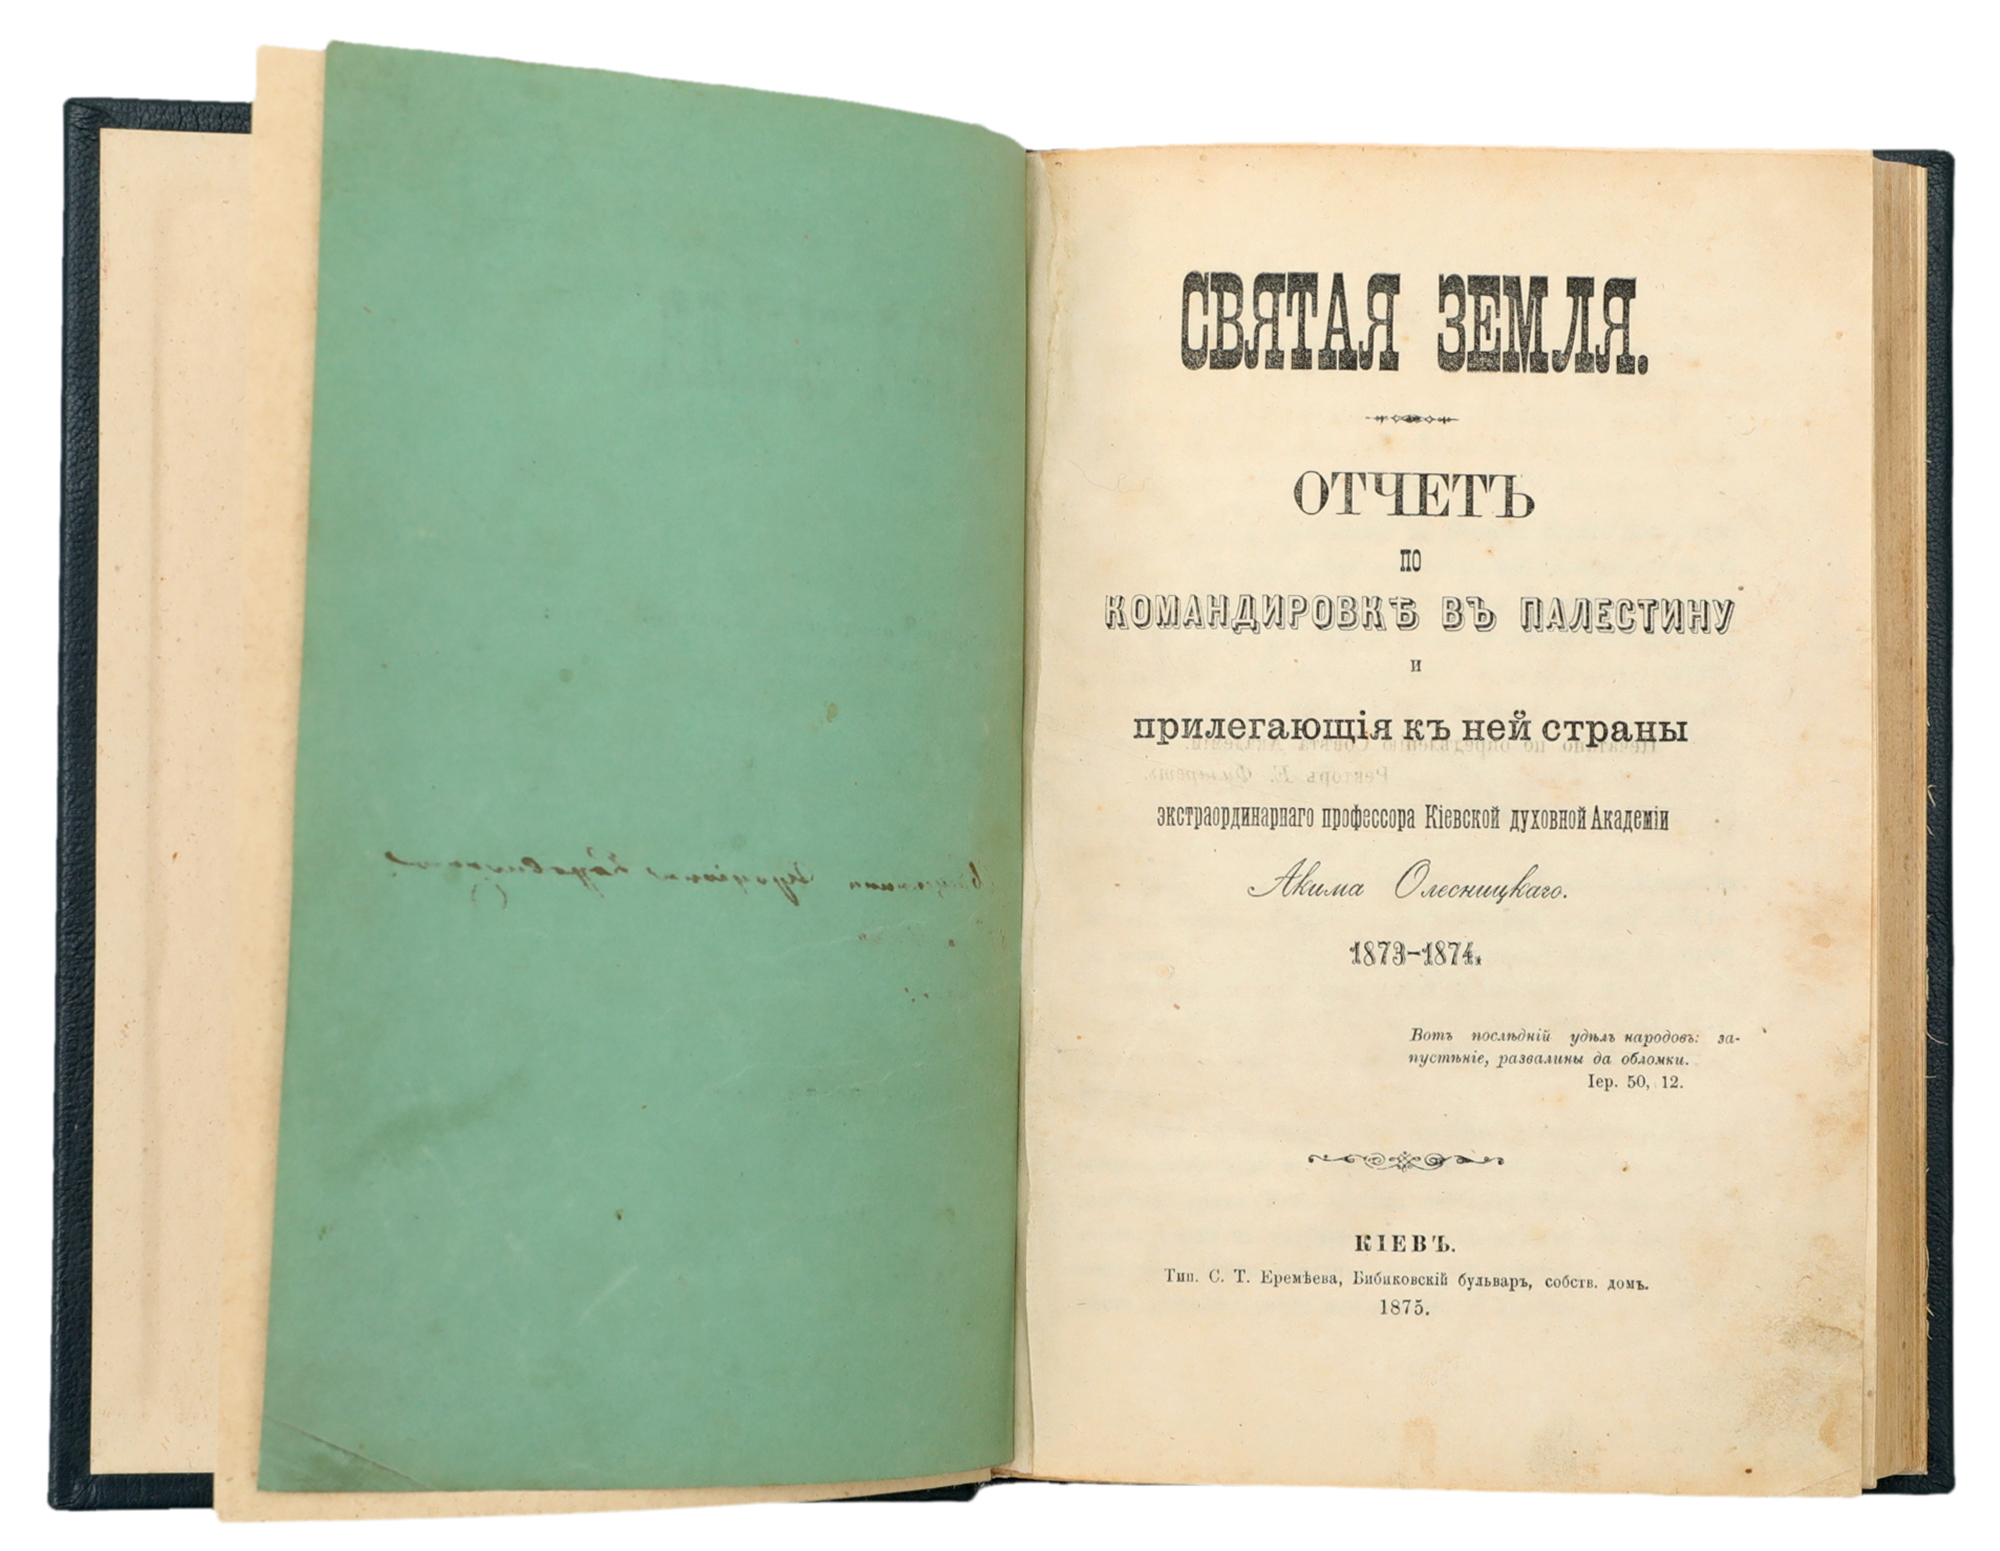 СВЯТАЯ ЗЕМЛЯ.
ОТЧЕТЪ
ПО
КОМАНДИРОВКѢ ВЪ ПАЛЕСТИНУ
И
прилегающія къ ней страны
экстраординарнаго профессора Кіевской духовной Академіи
Акима Олесницкаго.
1873-1874.
Вотъ послѣдній удѣлъ народовъ: за-
пустѣніе, развалины да обломки.
Іер. 50, 12.
КІЕВЪ.
Тип. С. Т. Еремѣева, Бибиковскій бульваръ, собств. домъ.
1875.